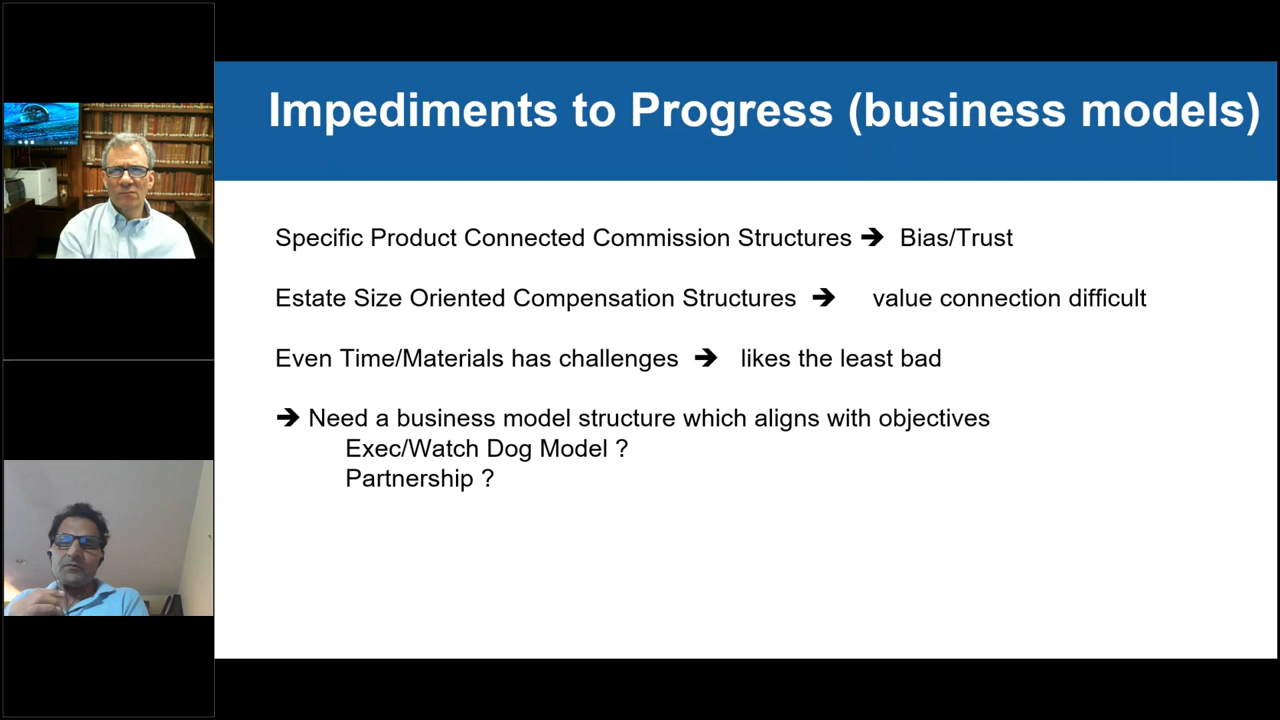 Impediments to Progress (business models)
Specific Product Connected Commission Structures ➔ Bias/Trust
Estate Size Oriented Compensation Structures ➔ value connection difficult
Even Time/Materials has challenges ➔ likes the least bad
➔ Need a business model structure which aligns with objectives
Exec/Watch Dog Model ?
Partnership ?